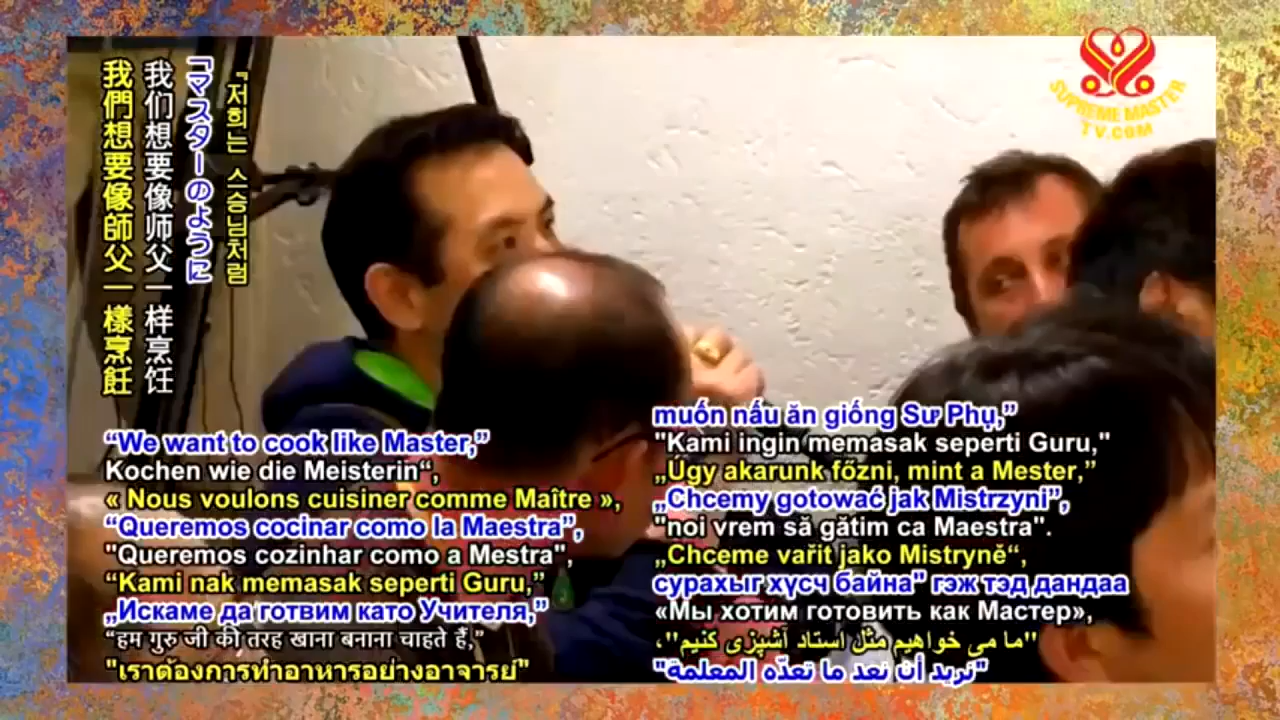 『저희는 스승님처럼
「マスターのように
我们想要像师父一样烹饪
我們想要像師父一樣烹飪
SUPREME MASTER
TV.COM
“We want to cook like Master,”
Kochen wie die Meisterin“,
« Nous voulons cuisiner comme Maître »,
“Queremos cocinar como la Maestra”,
"Queremos cozinhar como a Mestra",
“Kami nak memasak seperti Guru,”
„Искаме да готвим като Учителя,”
“हम गुरु जी की तरह खाना बनाना चाहते हैं,”
"เราต้องการทำอาหารอย่างอาจารย์"
muốn nấu ăn giống Sư Phụ,”
"Kami ingin memasak seperti Guru,"
„Úgy akarunk főzni, mint a Mester,”
„Chcemy gotować jak Mistrzyni”,
"noi vrem să gătim ca Maestra".
„Chceme vařit jako Mistryně“,
сурахыг хүсч байна" гэж тэд дандаа
«Мы хотим готовить как Мастер»,
"ما می خواهیم مثل استاد آشپزی کنیم"،
"نريد أن نعد ما تعدّه المعلمة"